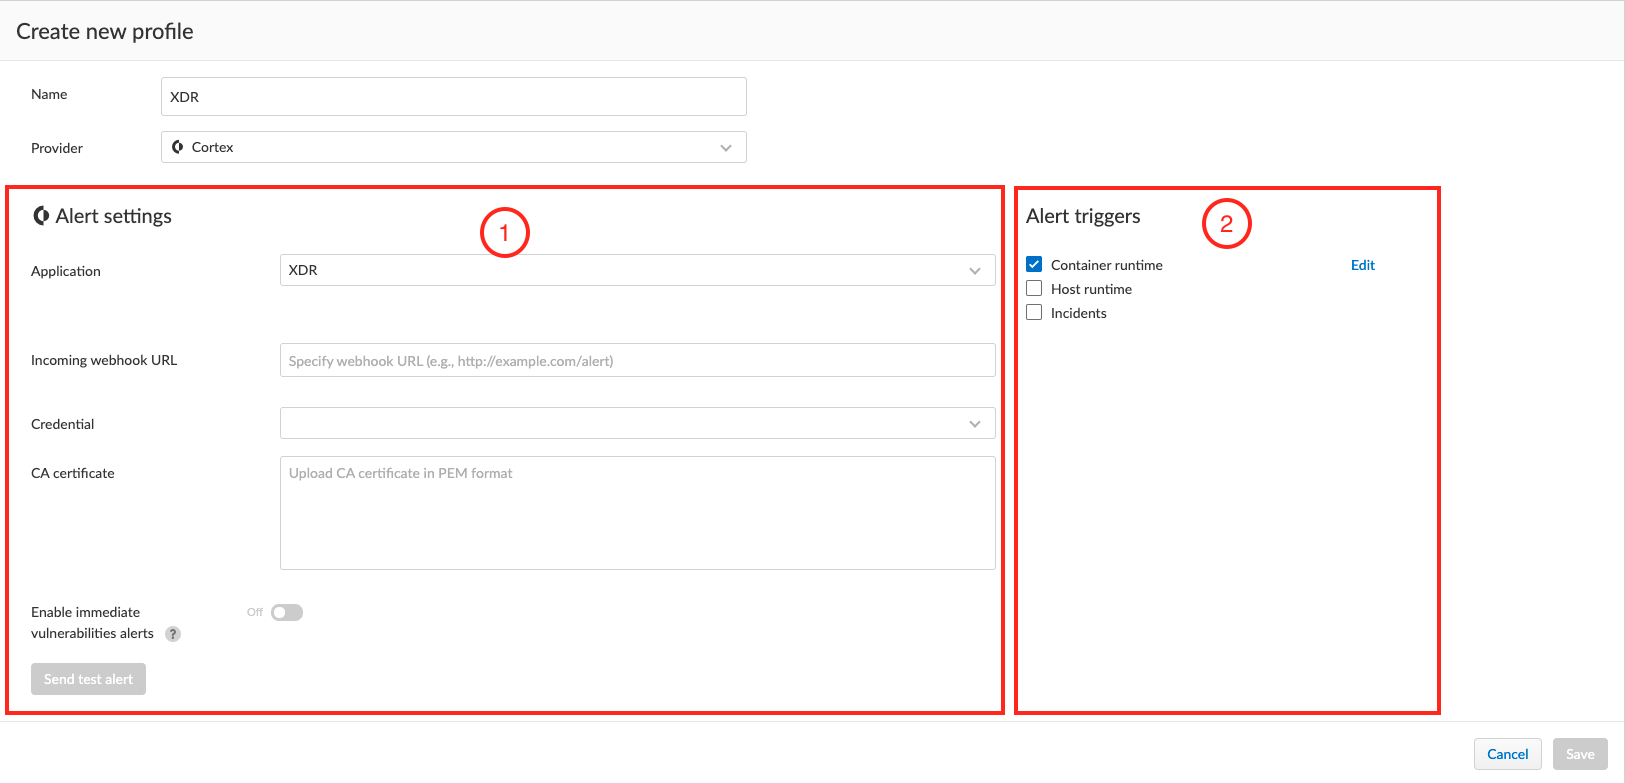 Create new profile
Name
XDR
Provider
Cortex
Alert settings
1
Application
XDR
Incoming webhook URL
Specify webhook URL (e.g., http://example.com/alert)
Credential
CA certificate
Upload CA certificate in PEM format
Enable immediate
vulnerabilities alerts ?
Off
Send test alert
Alert triggers
2
Container runtime
Edit
Host runtime
Incidents
Cancel
Save